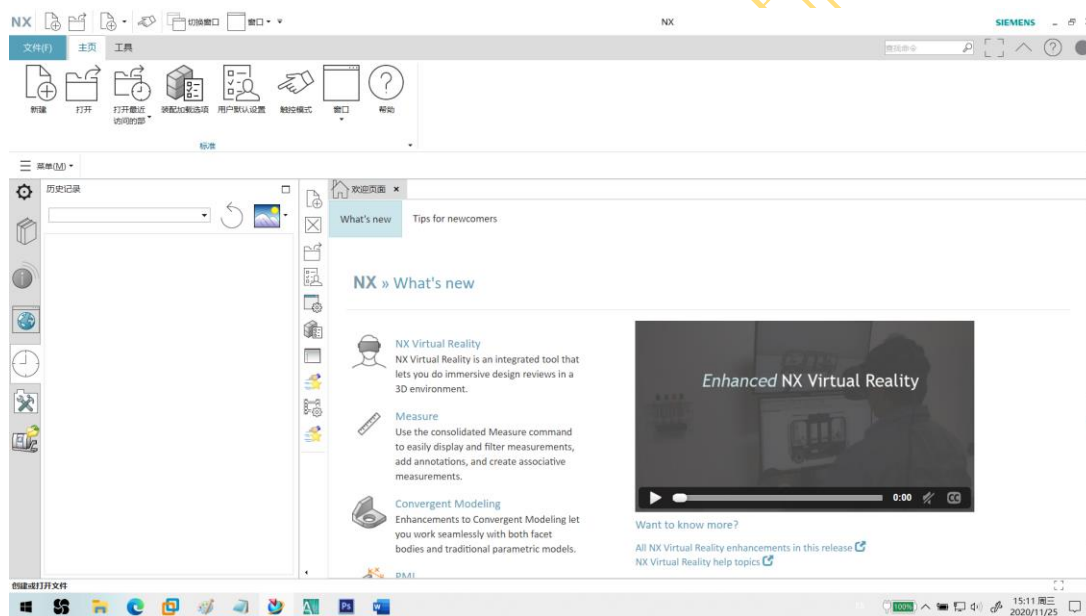 NX
切换窗口
窗口
NX
SIEMENS
文件(F)
主页
工具
查找命令
新建
打开
打开最近
访问的部
装配加载选项
用户默认设置
触控模式
窗口
帮助
标准
菜单(M)
历史记录
欢迎页面
What's new
Tips for newcomers
NX » What's new
NX Virtual Reality
NX Virtual Reality is an integrated tool that
lets you do immersive design reviews in a
3D environment.
Measure
Use the consolidated Measure command
to easily display and filter measurements,
add annotations, and create associative
measurements.
Convergent Modeling
Enhancements to Convergent Modeling let
you work seamlessly with both facet
bodies and traditional parametric models.
PMI
Enhanced NX Virtual Reality
0:00
CC
Want to know more?
All NX Virtual Reality enhancements in this release
NX Virtual Reality help topics
创建或打开文件
Ps
100%
15:11 周三
2020/11/25